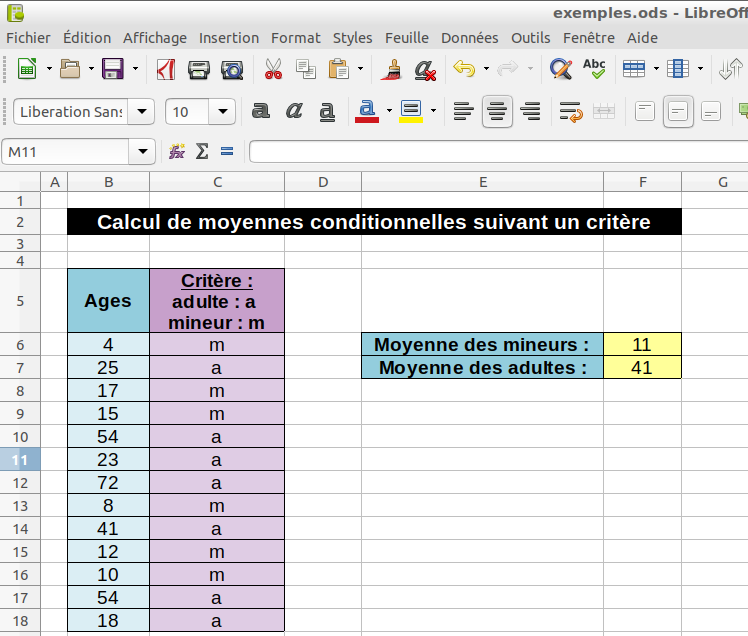 exemples.ods - LibreOff
Fichier Édition Affichage Insertion Format Styles Feuille Données Outils Fenêtre Aide
Abc
Liberation Sans 10 a a a a
M11
A B C D E F G
1
2 Calcul de moyennes conditionnelles suivant un critère
3
4
5 Ages
Critère :
adulte : a
mineur : m
6 4 m Moyenne des mineurs : 11
7 25 a Moyenne des adultes : 41
8 17 m
9 15 m
10 54 a
11 23 a
12 72 a
13 8 m
14 41 a
15 12 m
16 10 m
17 54 a
18 18 a